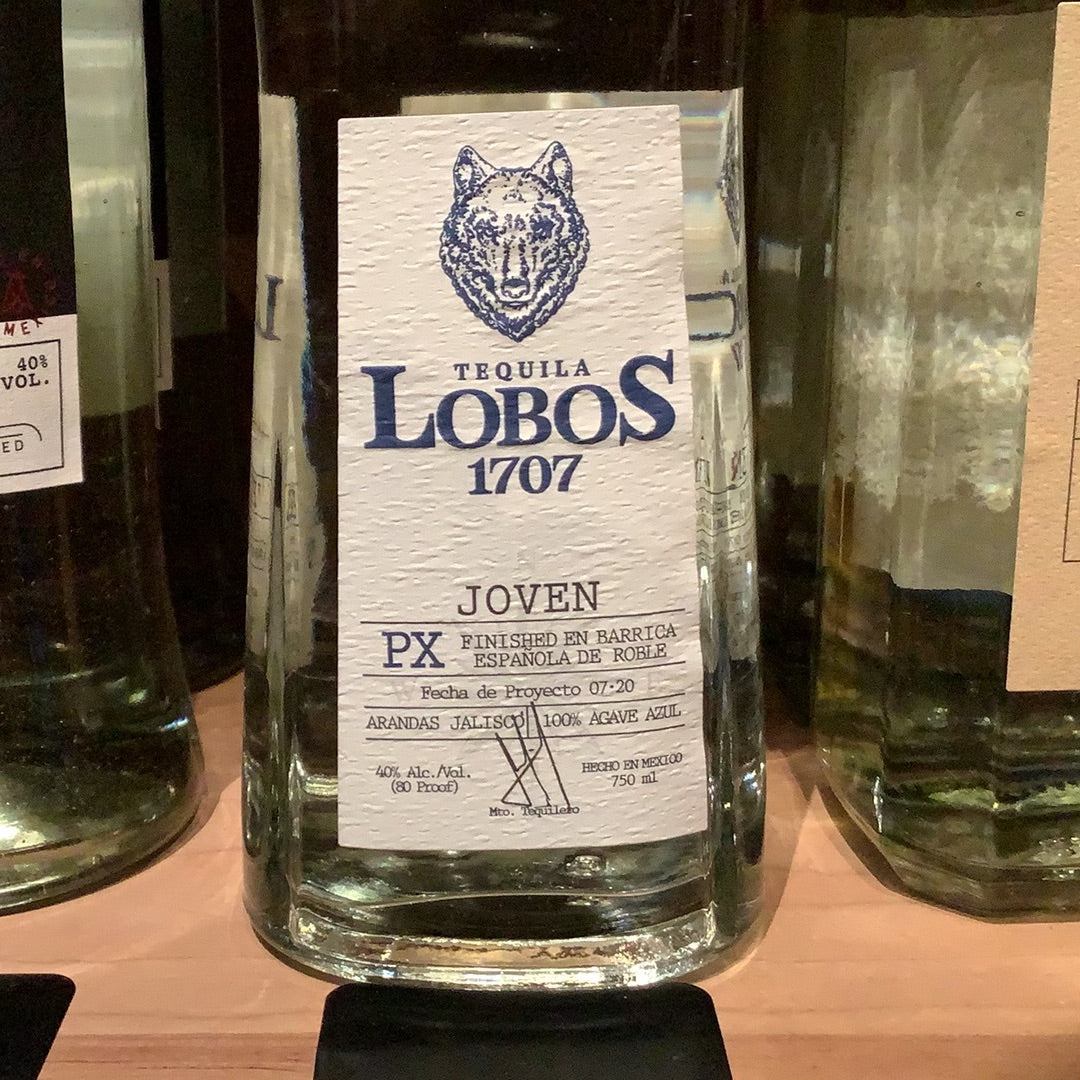 TEQUILA
LOBOS
1707
JOVEN
PX FINISHED EN BARRICA
ESPAÑOLA DE ROBLE
Fecha de Proyecto 07·20
ARANDAS JALISCO 100% AGAVE AZUL
40% Alc./Vol.
(80 Proof)
HECHO EN MEXICO
750 ml
Mto. Tequilero
40%
VOL.